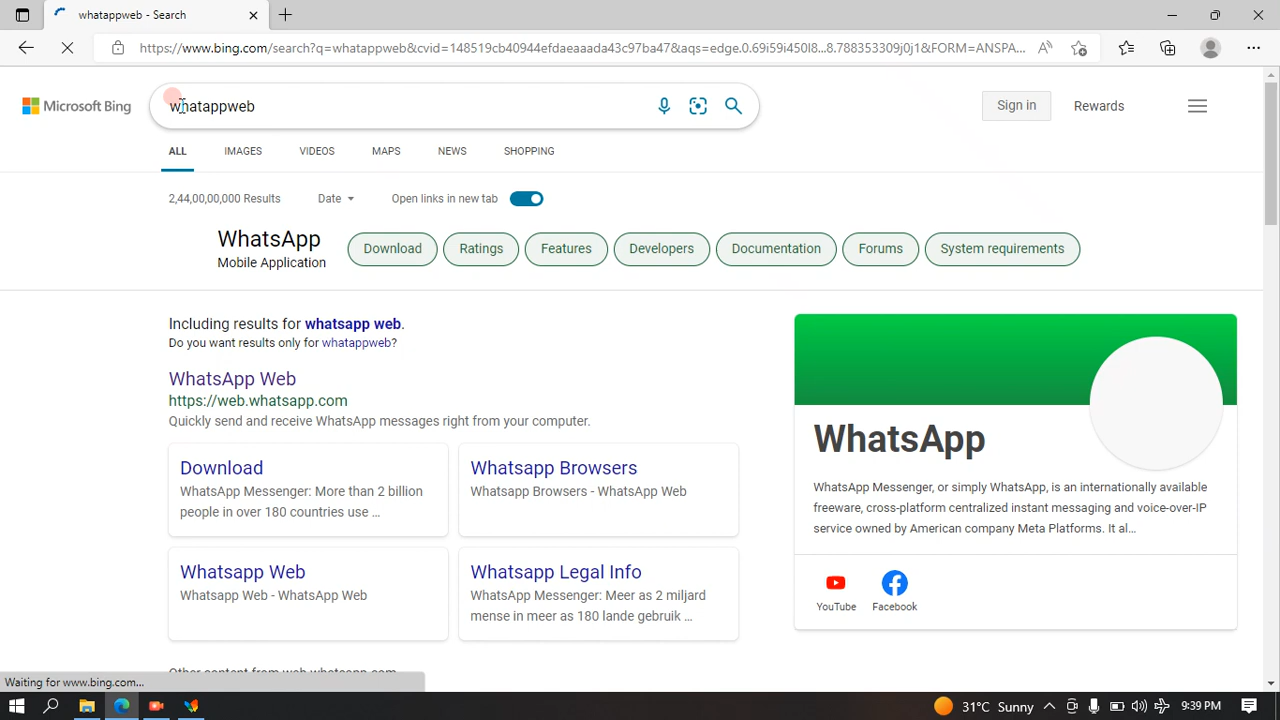 whatappweb - Search
https://www.bing.com/search?q=whatappweb&cvid=148519cb40944efdaeaaada43c97ba47&aqs=edge.0.69i59i450l8...8.788353309j0j1&FORM=ANSPA...
Microsoft Bing
whatappweb
Sign in
Rewards
ALL IMAGES VIDEOS MAPS NEWS SHOPPING
2,44,00,00,000 Results Date Open links in new tab
WhatsApp
Mobile Application
Download Ratings Features Developers Documentation Forums System requirements
Including results for whatsapp web.
Do you want results only for whatappweb?
WhatsApp Web
https://web.whatsapp.com
Quickly send and receive WhatsApp messages right from your computer.
Download
WhatsApp Messenger: More than 2 billion
people in over 180 countries use ...
Whatsapp Browsers
Whatsapp Browsers - WhatsApp Web
Whatsapp Web
Whatsapp Web - WhatsApp Web
Whatsapp Legal Info
WhatsApp Messenger: Meer as 2 miljard
mense in meer as 180 lande gebruik ...
Other content from web.whatsapp.com
WhatsApp
WhatsApp Messenger, or simply WhatsApp, is an internationally available
freeware, cross-platform centralized instant messaging and voice-over-IP
service owned by American company Meta Platforms. It al...
YouTube Facebook
Waiting for www.bing.com...
31°C Sunny 9:39 PM